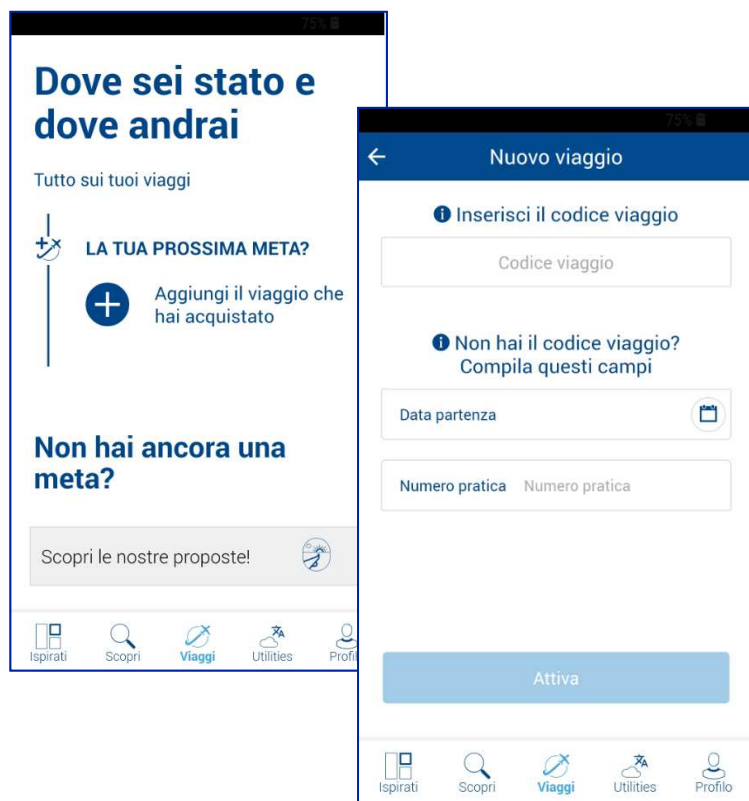 75%
Dove sei stato e
dove andrai
Tutto sui tuoi viaggi
LA TUA PROSSIMA META?
Aggiungi il viaggio che
hai acquistato
Non hai ancora una
meta?
Scopri le nostre proposte!
Ispirati Scopri Viaggi Utilities Profil
75%
Nuovo viaggio
Inserisci il codice viaggio
Codice viaggio
Non hai il codice viaggio?
Compila questi campi
Data partenza
Numero pratica Numero pratica
Attiva
Ispirati Scopri Viaggi Utilities Profilo